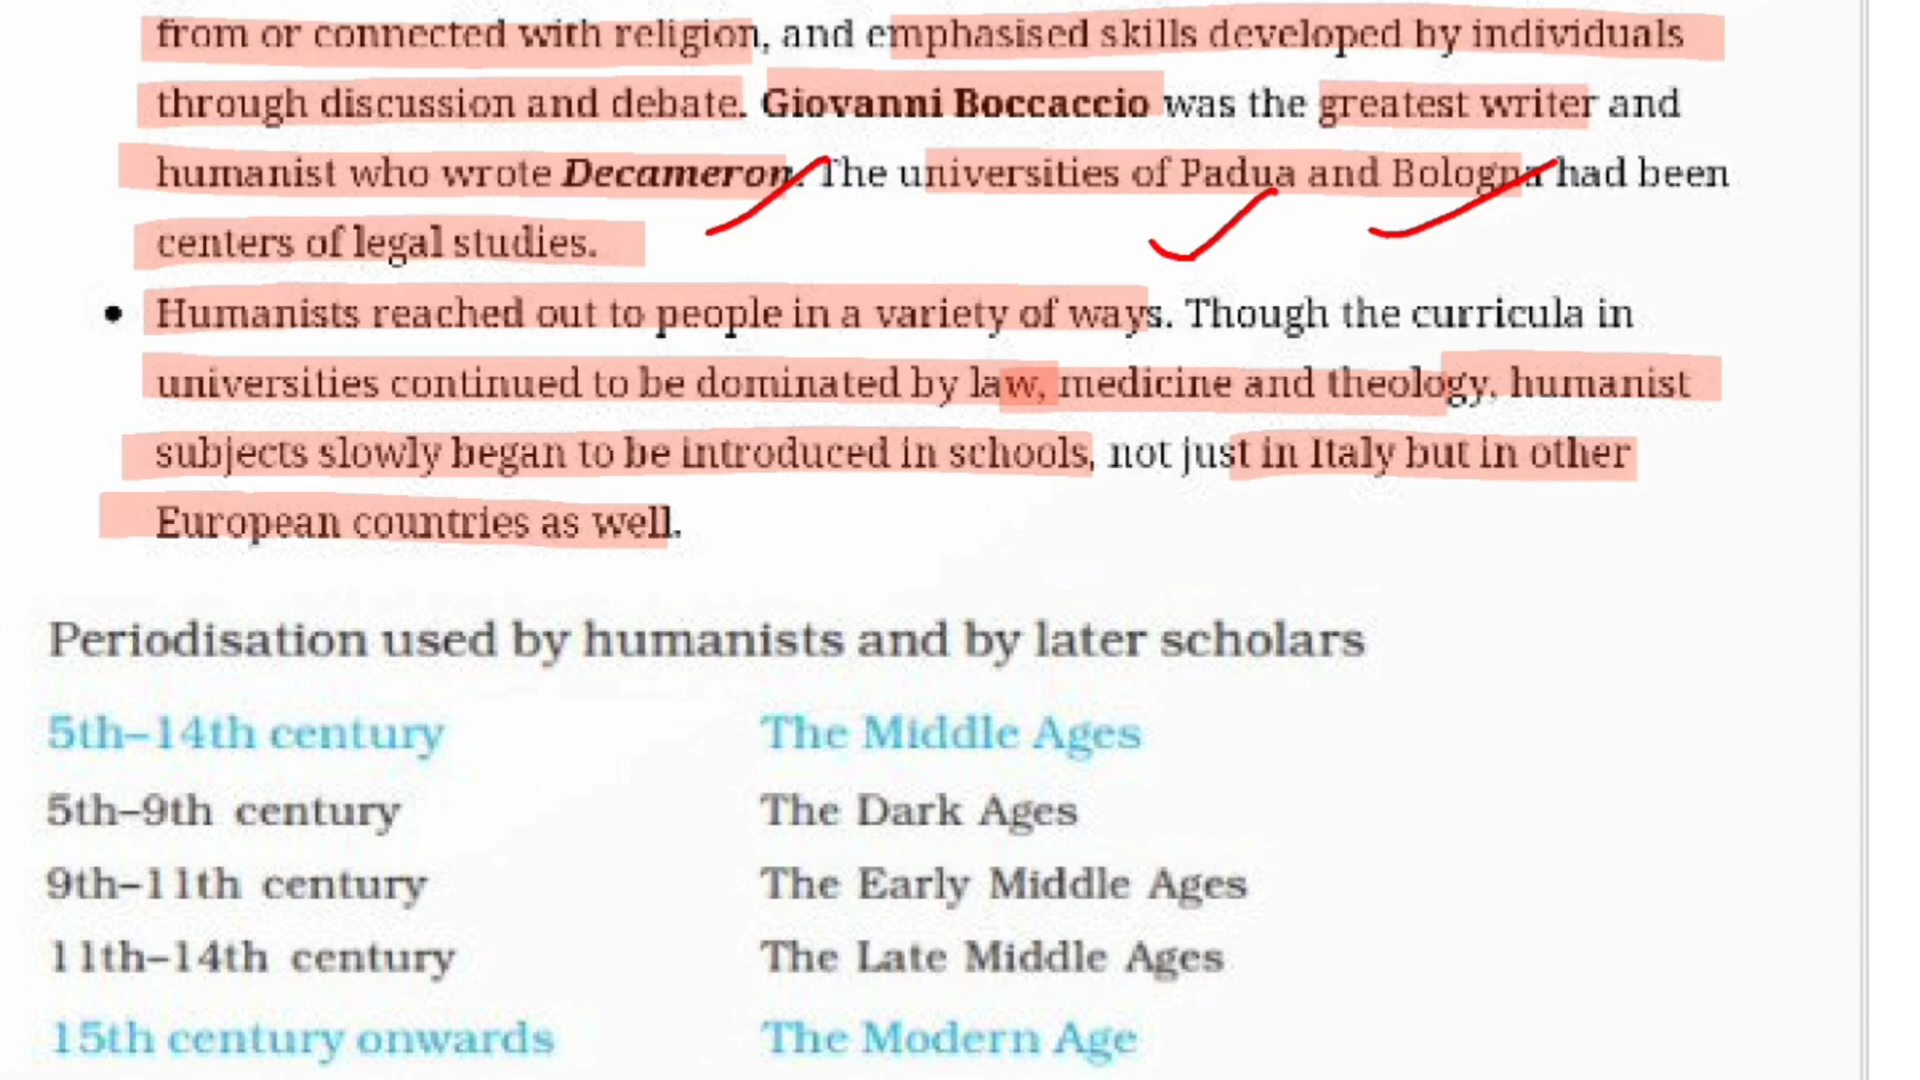 from or connected with religion, and emphasised skills developed by individuals
through discussion and debate. Giovanni Boccaccio was the greatest writer and
humanist who wrote Decameron. The universities of Padua and Bologna had been
centers of legal studies.
• Humanists reached out to people in a variety of ways. Though the curricula in
universities continued to be dominated by law, medicine and theology, humanist
subjects slowly began to be introduced in schools, not just in Italy but in other
European countries as well.
Periodisation used by humanists and by later scholars
5th–14th century The Middle Ages
5th–9th century The Dark Ages
9th–11th century The Early Middle Ages
11th–14th century The Late Middle Ages
15th century onwards The Modern Age